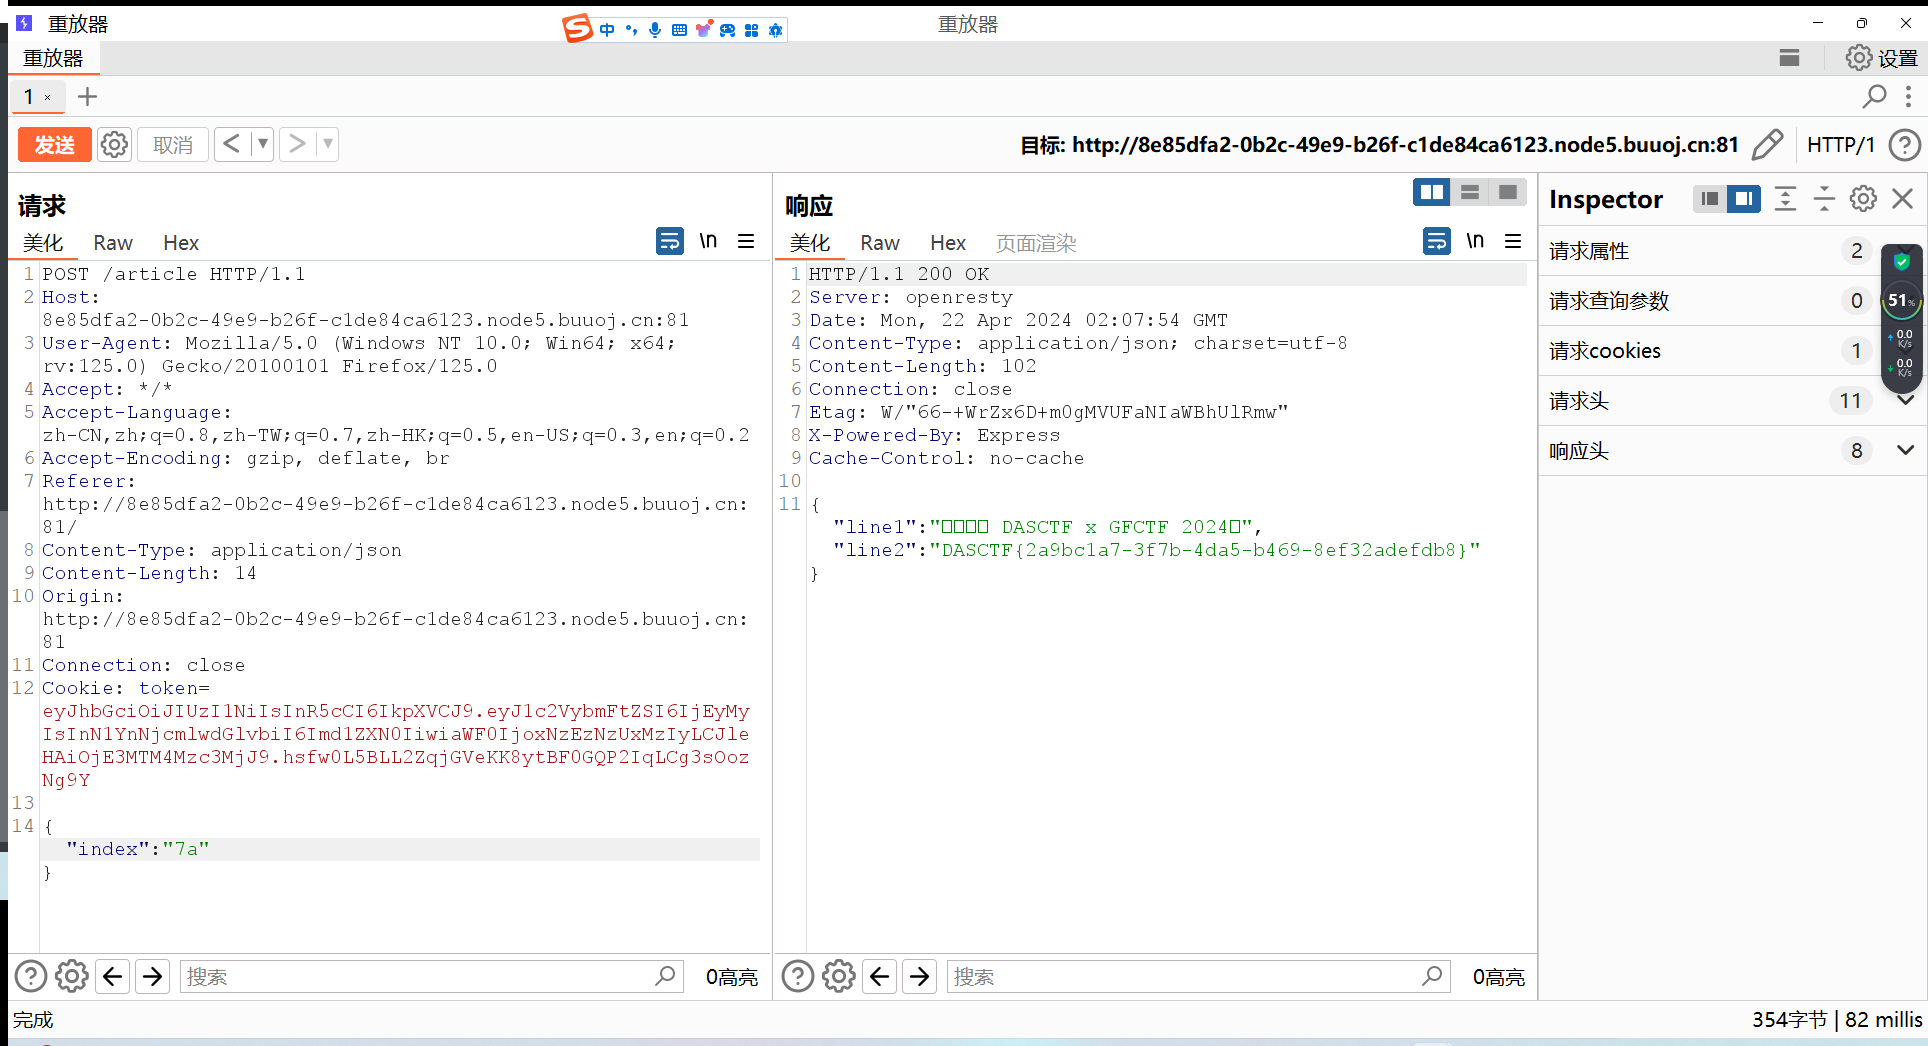 重放器
中
重放器
重放器
设置
1 ×
发送
取消
目标: http://8e85dfa2-0b2c-49e9-b26f-c1de84ca6123.node5.buuoj.cn:81
HTTP/1
请求
美化 Raw Hex
\n
1 POST /article HTTP/1.1
2 Host:
8e85dfa2-0b2c-49e9-b26f-c1de84ca6123.node5.buuoj.cn:81
3 User-Agent: Mozilla/5.0 (Windows NT 10.0; Win64; x64;
rv:125.0) Gecko/20100101 Firefox/125.0
4 Accept: */*
5 Accept-Language:
zh-CN,zh;q=0.8,zh-TW;q=0.7,zh-HK;q=0.5,en-US;q=0.3,en;q=0.2
6 Accept-Encoding: gzip, deflate, br
7 Referer:
http://8e85dfa2-0b2c-49e9-b26f-c1de84ca6123.node5.buuoj.cn:
81/
8 Content-Type: application/json
9 Content-Length: 14
10 Origin:
http://8e85dfa2-0b2c-49e9-b26f-c1de84ca6123.node5.buuoj.cn:
81
11 Connection: close
12 Cookie: token=
eyJhbGciOiJIUzI1NiIsInR5cCI6IkpXVCJ9.eyJ1c2VybmFtZSI6IjEyMy
IsInN1YnNjcmlwdGlvbiI6Imd1ZXN0IiwiaWF0IjoxNzEzNzUxMzIyLCJle
HAiOjE3MTM4Mzc3MjJ9.hsfw0L5BLL2ZqjGVeKK8ytBF0GQP2IqLCg3sOoz
Ng9Y
13
14 {
"index":"7a"
}
搜索
0高亮
响应
美化 Raw Hex 页面渲染
\n
1 HTTP/1.1 200 OK
2 Server: openresty
3 Date: Mon, 22 Apr 2024 02:07:54 GMT
4 Content-Type: application/json; charset=utf-8
5 Content-Length: 102
6 Connection: close
7 Etag: W/"66-+WrZx6D+m0gMVUFaNIaWBhUlRmw"
8 X-Powered-By: Express
9 Cache-Control: no-cache
10
11 {
"line1":"□□□□ DASCTF x GFCTF 2024□",
"line2":"DASCTF{2a9bc1a7-3f7b-4da5-b469-8ef32adefdb8}"
}
搜索
0高亮
Inspector
请求属性 2
请求查询参数 0
请求cookies 1
请求头 11
响应头 8
51%
0.0
K/s
0.0
K/s
完成
354字节 | 82 millis